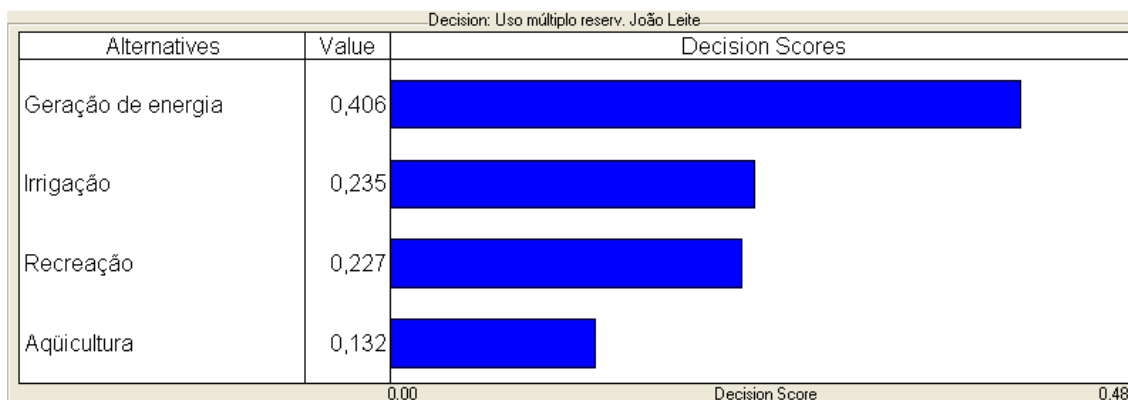 Decision: Uso múltiplo reserv. João Leite
Alternatives Value Decision Scores
Geração de energia 0,406
Irrigação 0,235
Recreação 0,227
Aqüicultura 0,132
0.00 Decision Score 0.48